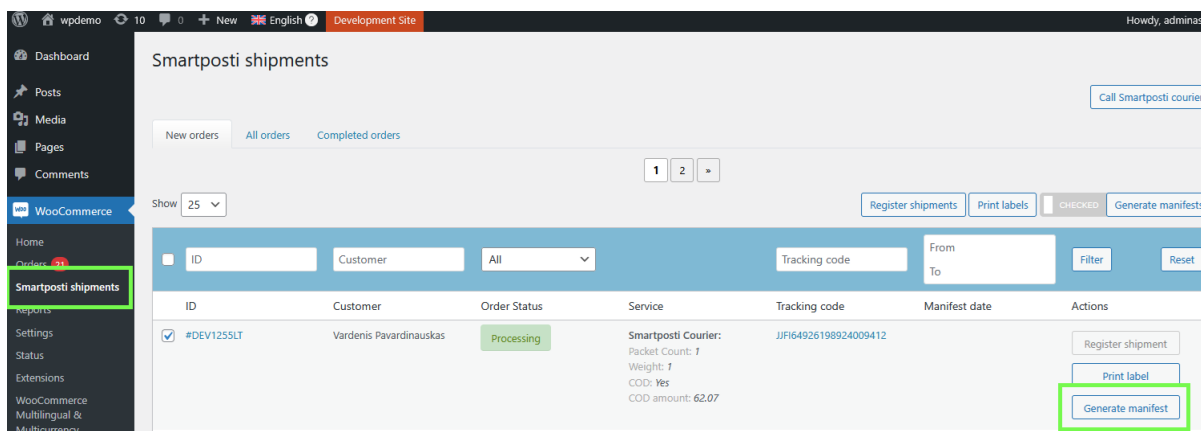 wpdemo 10 0 + New English ? Development Site Howdy, adminas
Dashboard
Posts
Media
Pages
Comments
WooCommerce
Home
Orders 21
Smartposti shipments
Reports
Settings
Status
Extensions
WooCommerce
Multilingual &
Multicurrency
Smartposti shipments
Call Smartposti courier
New orders All orders Completed orders
1 2 »
Show 25 Register shipments Print labels CHECKED Generate manifests
ID Customer All Tracking code From Filter Reset
To
ID Customer Order Status Service Tracking code Manifest date Actions
#DEV1255LT Vardenis Pavardinauskas Processing Smartposti Courier: JJFI64926198924009412 Register shipment
Packet Count: 1
Weight: 1
COD: Yes
COD amount: 62.07
Print label
Generate manifest